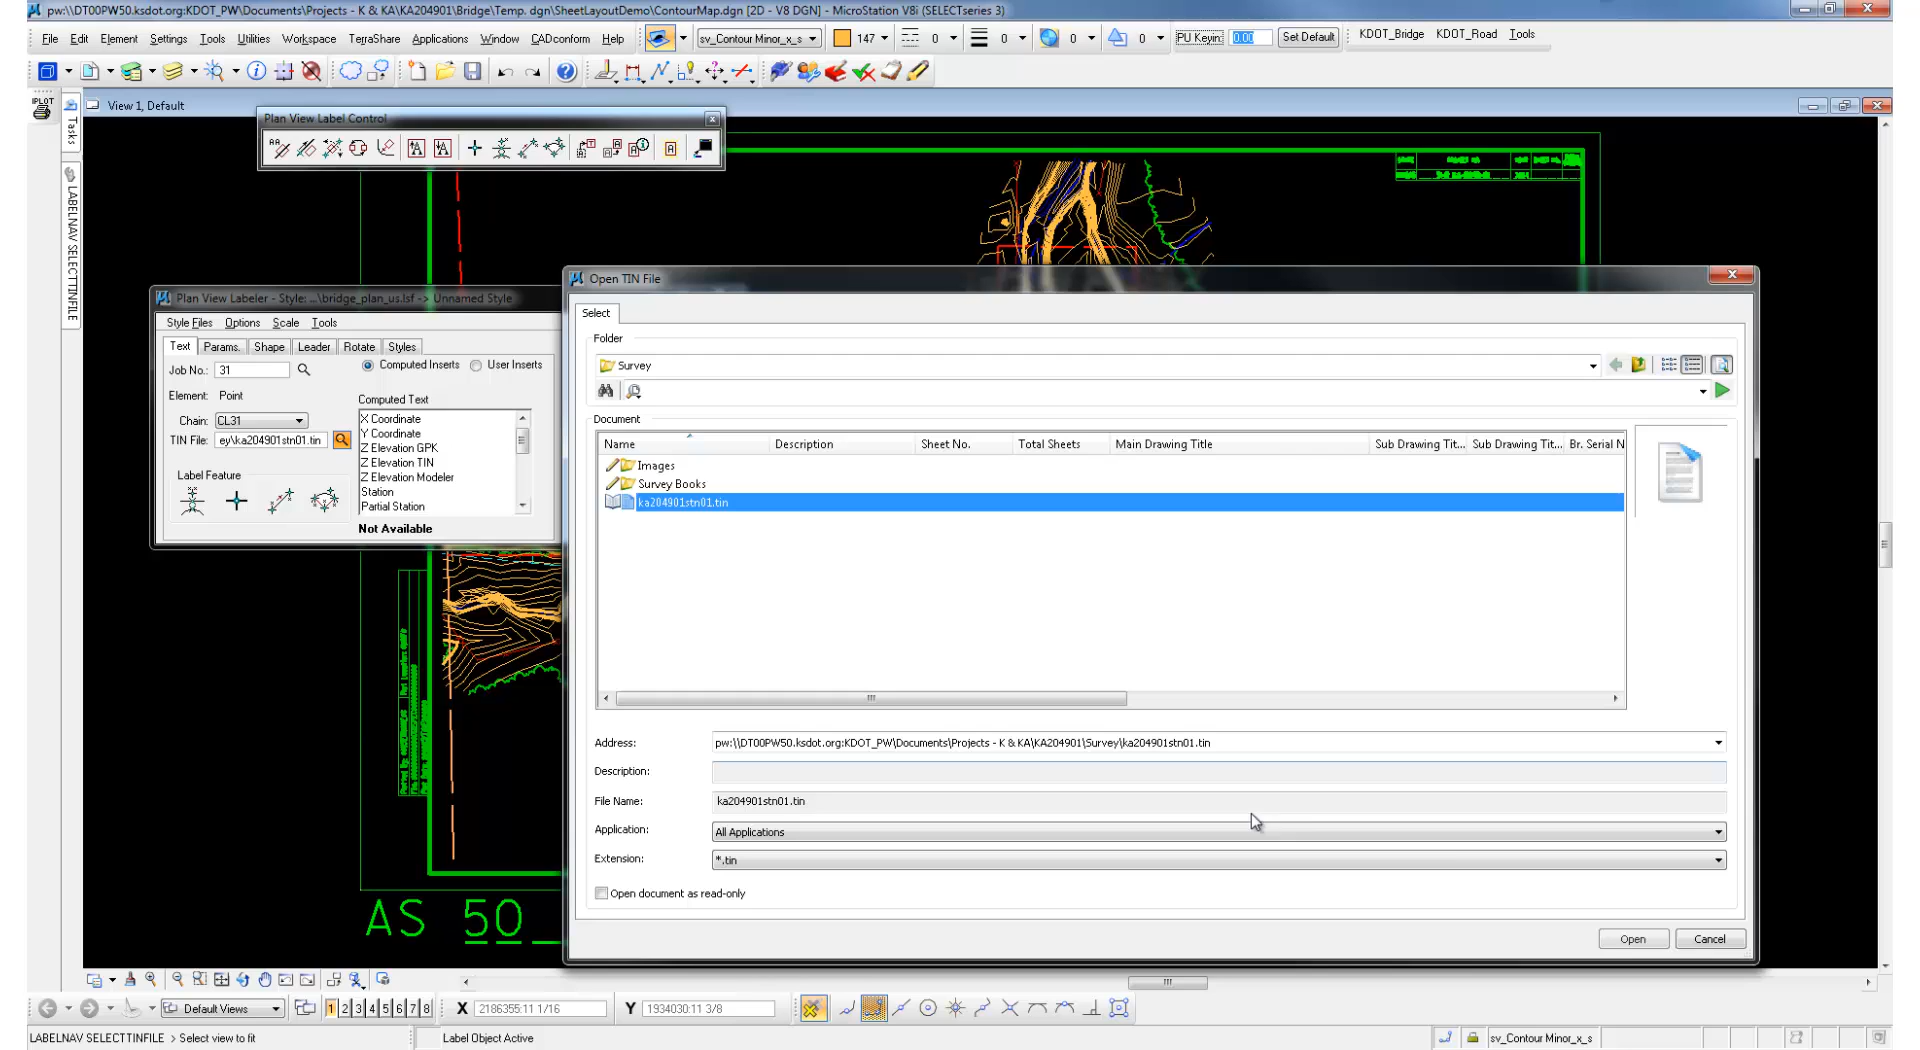 pw:\\DT00PW50.ksdot.org:KDOT_PW\Documents\Projects - K & KA\KA204901\Bridge\Temp. dgn\SheetLayoutDemo\ContourMap.dgn [2D - V8 DGN] - MicroStation V8i (SELECTseries 3)
File Edit Element Settings Tools Utilities Workspace TerraShare Applications Window CADconform Help
sv_Contour Minor_x_s 147 0 0 0 0 PU Keyin: 0.00 Set Default KDOT_Bridge KDOT_Road Tools
IPLOT
Tasks
LABELNAV SELECTTINFILE
View 1, Default
Plan View Label Control
Plan View Labeler - Style: ...\bridge_plan_us.lsf -> Unnamed Style
Style Files Options Scale Tools
Text Params. Shape Leader Rotate Styles
Job No.: 31
Computed Inserts User Inserts
Element: Point
Chain: CL31
TIN File: ey\ka204901stn01.tin
Label Feature
Computed Text
X Coordinate
Y Coordinate
Z Elevation GPK
Z Elevation TIN
Z Elevation Modeler
Station
Partial Station
Not Available
Open TIN File
Select
Folder
Survey
Document
Name Description Sheet No. Total Sheets Main Drawing Title Sub Drawing Tit... Sub Drawing Tit... Br. Serial N
Images
Survey Books
ka204901stn01.tin
Address: pw:\\DT00PW50.ksdot.org:KDOT_PW\Documents\Projects - K & KA\KA204901\Survey\ka204901stn01.tin
Description:
File Name: ka204901stn01.tin
Application: All Applications
Extension: *.tin
Open document as read-only
Open Cancel
AS 50
Default Views 1 2 3 4 5 6 7 8 X 2186355:11 1/16 Y 1934030:11 3/8
LABELNAV SELECTTINFILE > Select view to fit Label Object Active sv_Contour Minor_x_s